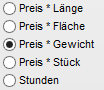 Preis * Länge
Preis * Fläche
Preis * Gewicht
Preis * Stück
Stunden